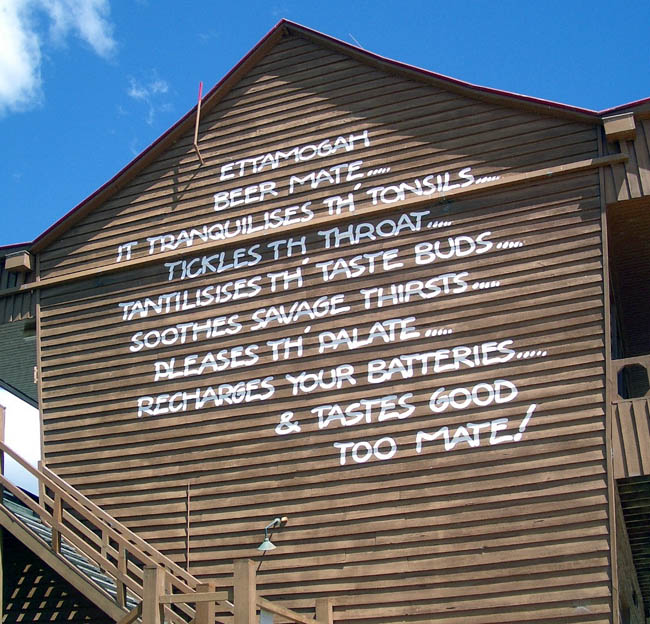 ETTAMOGAH
BEER MATE.....
IT TRANQUILISES TH' TONSILS.....
TICKLES TH THROAT.....
TANTILISISES TH' TASTE BUDS.....
SOOTHES SAVAGE THIRSTS.....
PLEASES TH' PALATE.....
RECHARGES YOUR BATTERIES.....
& TASTES GOOD
TOO MATE!